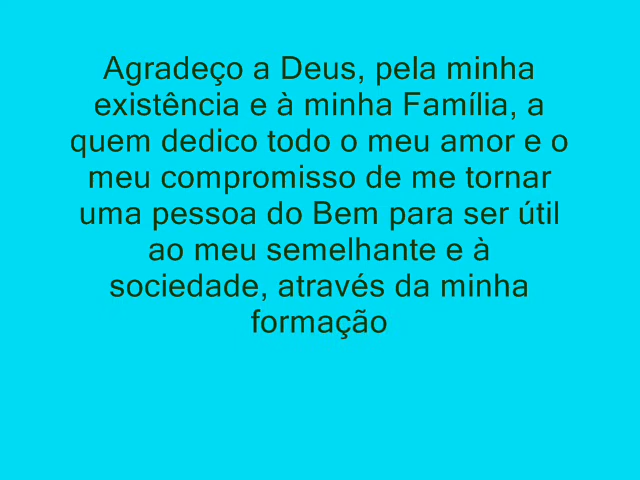 Agradeço a Deus, pela minha
existência e à minha Família, a
quem dedico todo o meu amor e o
meu compromisso de me tornar
uma pessoa do Bem para ser útil
ao meu semelhante e à
sociedade, através da minha
formação